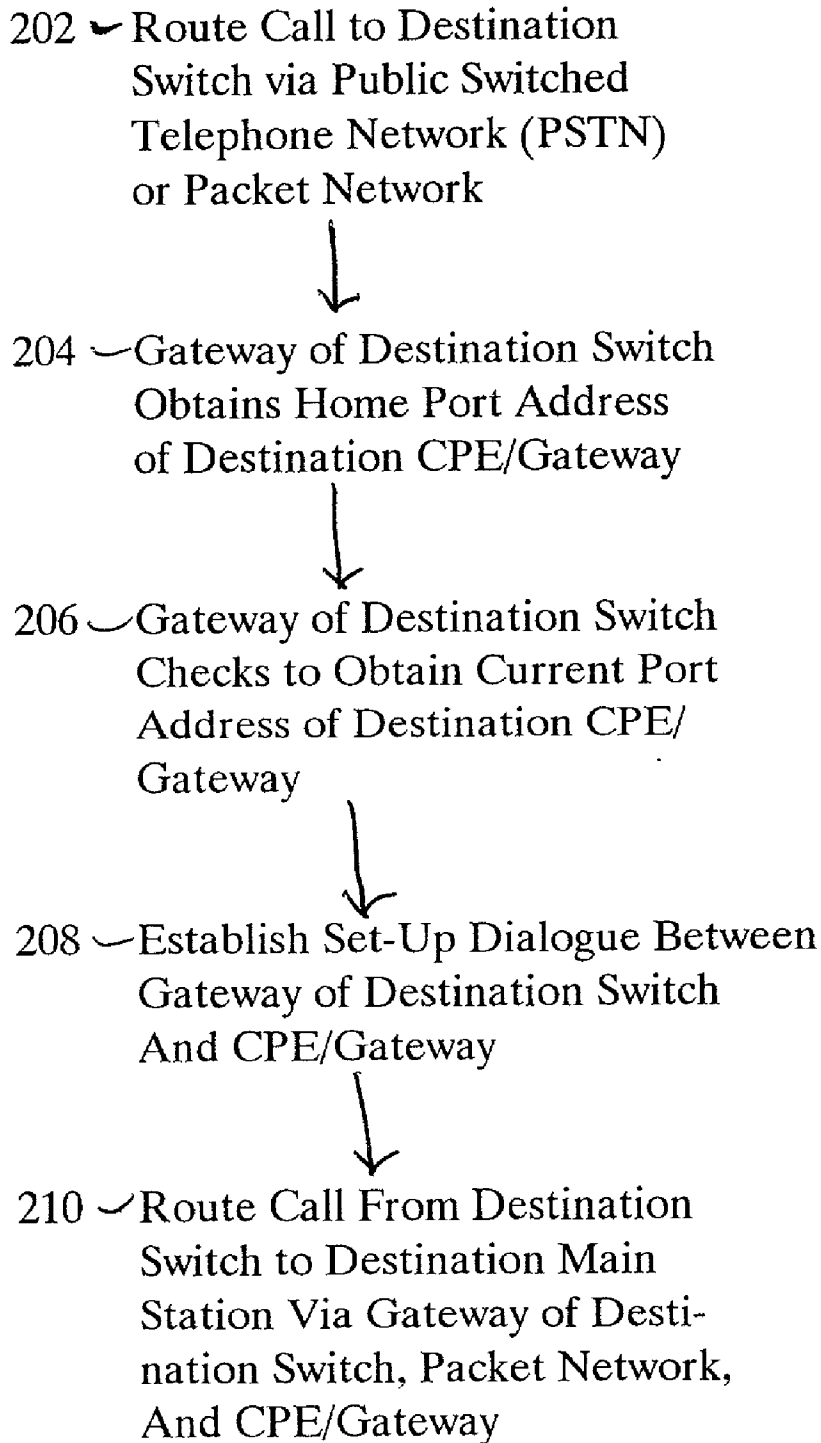 202 Route Call to Destination
Switch via Public Switched
Telephone Network (PSTN)
or Packet Network
204 Gateway of Destination Switch
Obtains Home Port Address
of Destination CPE/Gateway
206 Gateway of Destination Switch
Checks to Obtain Current Port
Address of Destination CPE/
Gateway
208 Establish Set-Up Dialogue Between
Gateway of Destination Switch
And CPE/Gateway
210 Route Call From Destination
Switch to Destination Main
Station Via Gateway of Desti-
nation Switch, Packet Network,
And CPE/Gateway